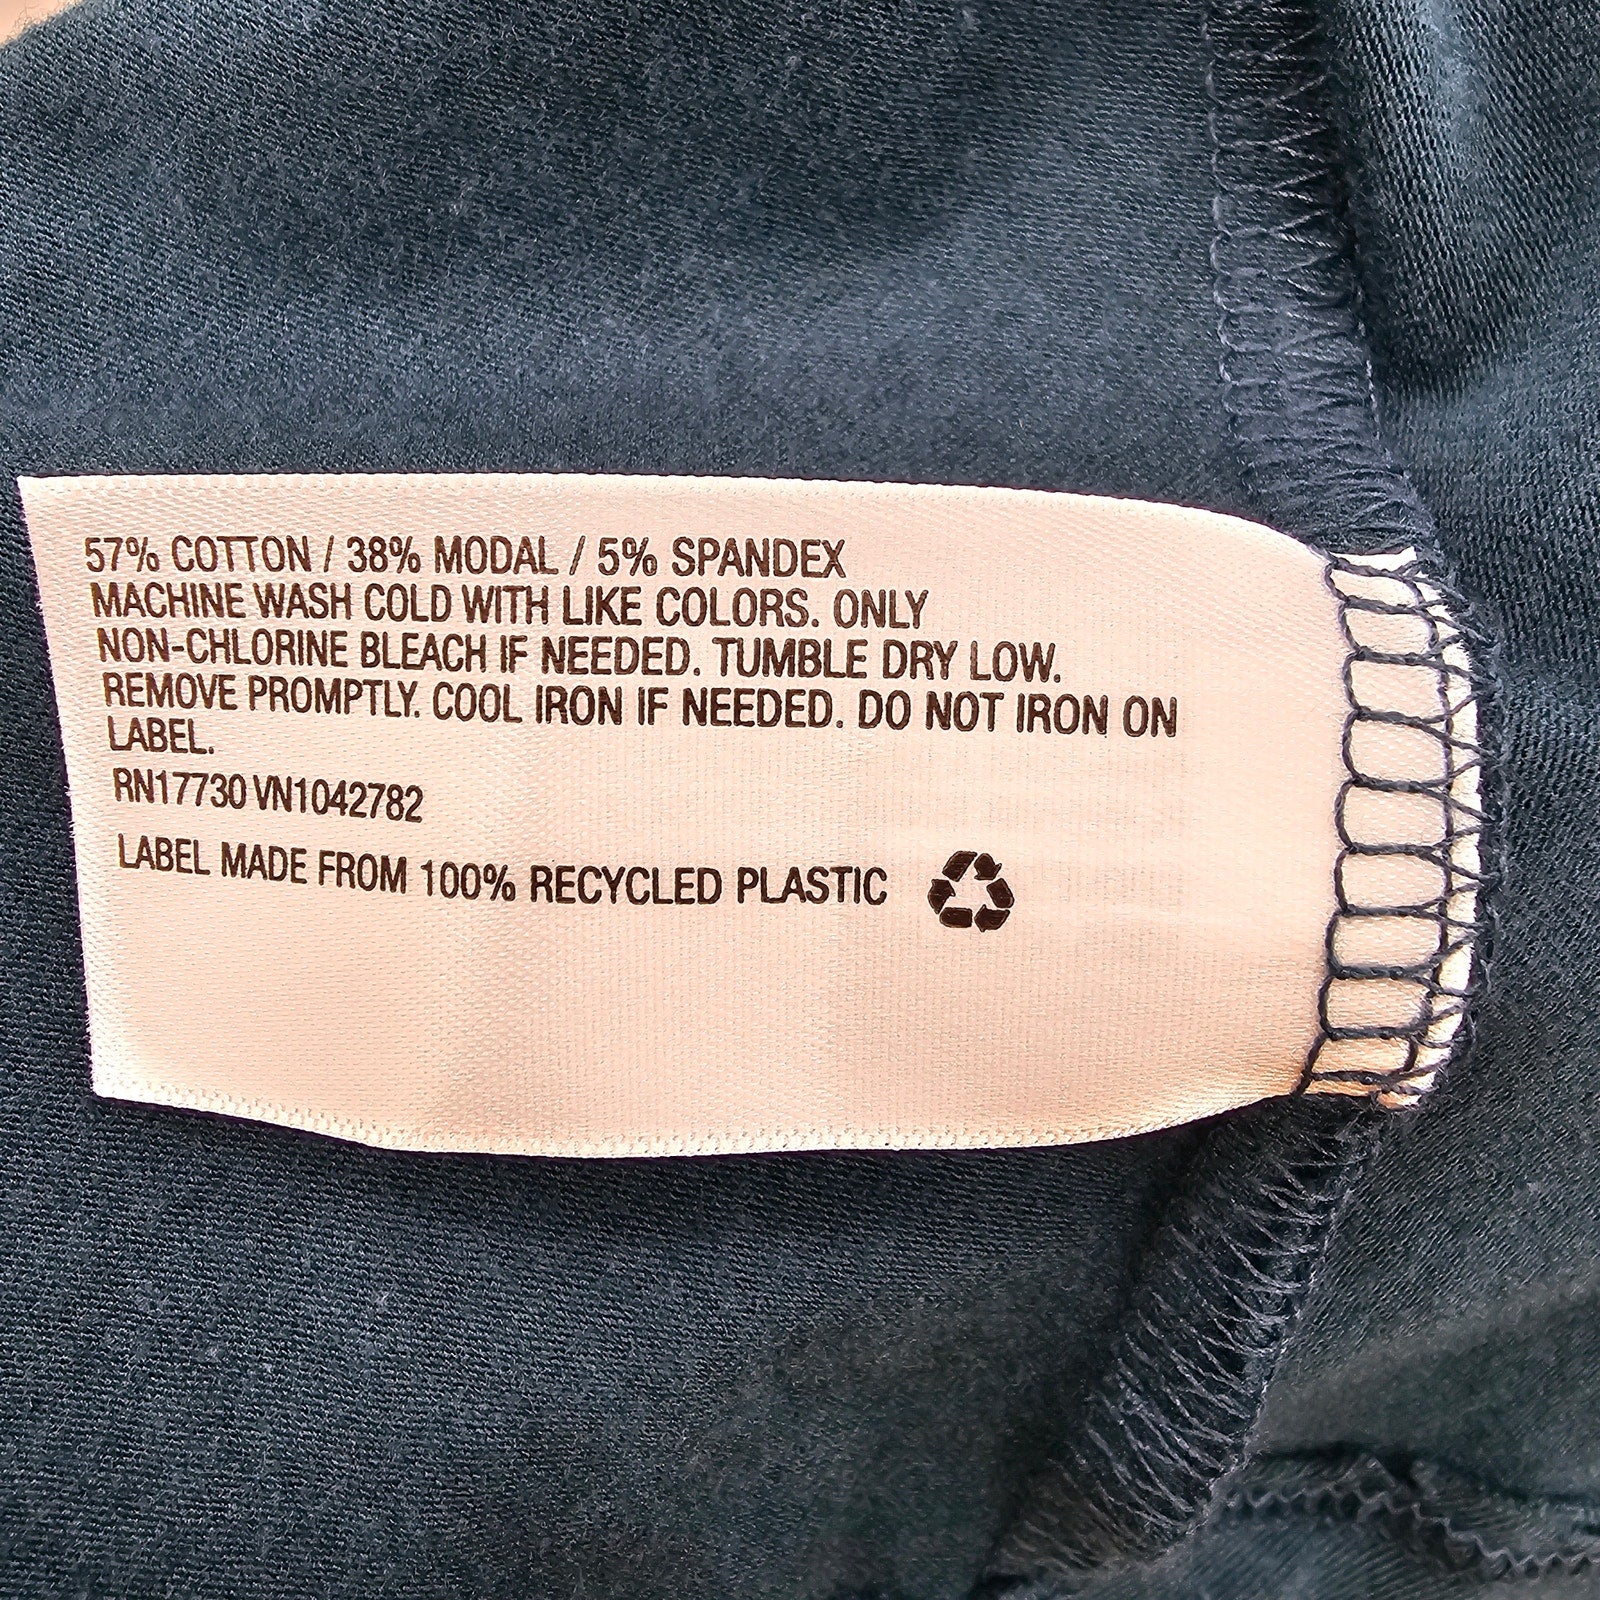 57% COTTON / 38% MODAL / 5% SPANDEX
MACHINE WASH COLD WITH LIKE COLORS. ONLY
NON-CHLORINE BLEACH IF NEEDED. TUMBLE DRY LOW.
REMOVE PROMPTLY. COOL IRON IF NEEDED. DO NOT IRON ON
LABEL.
RN17730 VN1042782
LABEL MADE FROM 100% RECYCLED PLASTIC